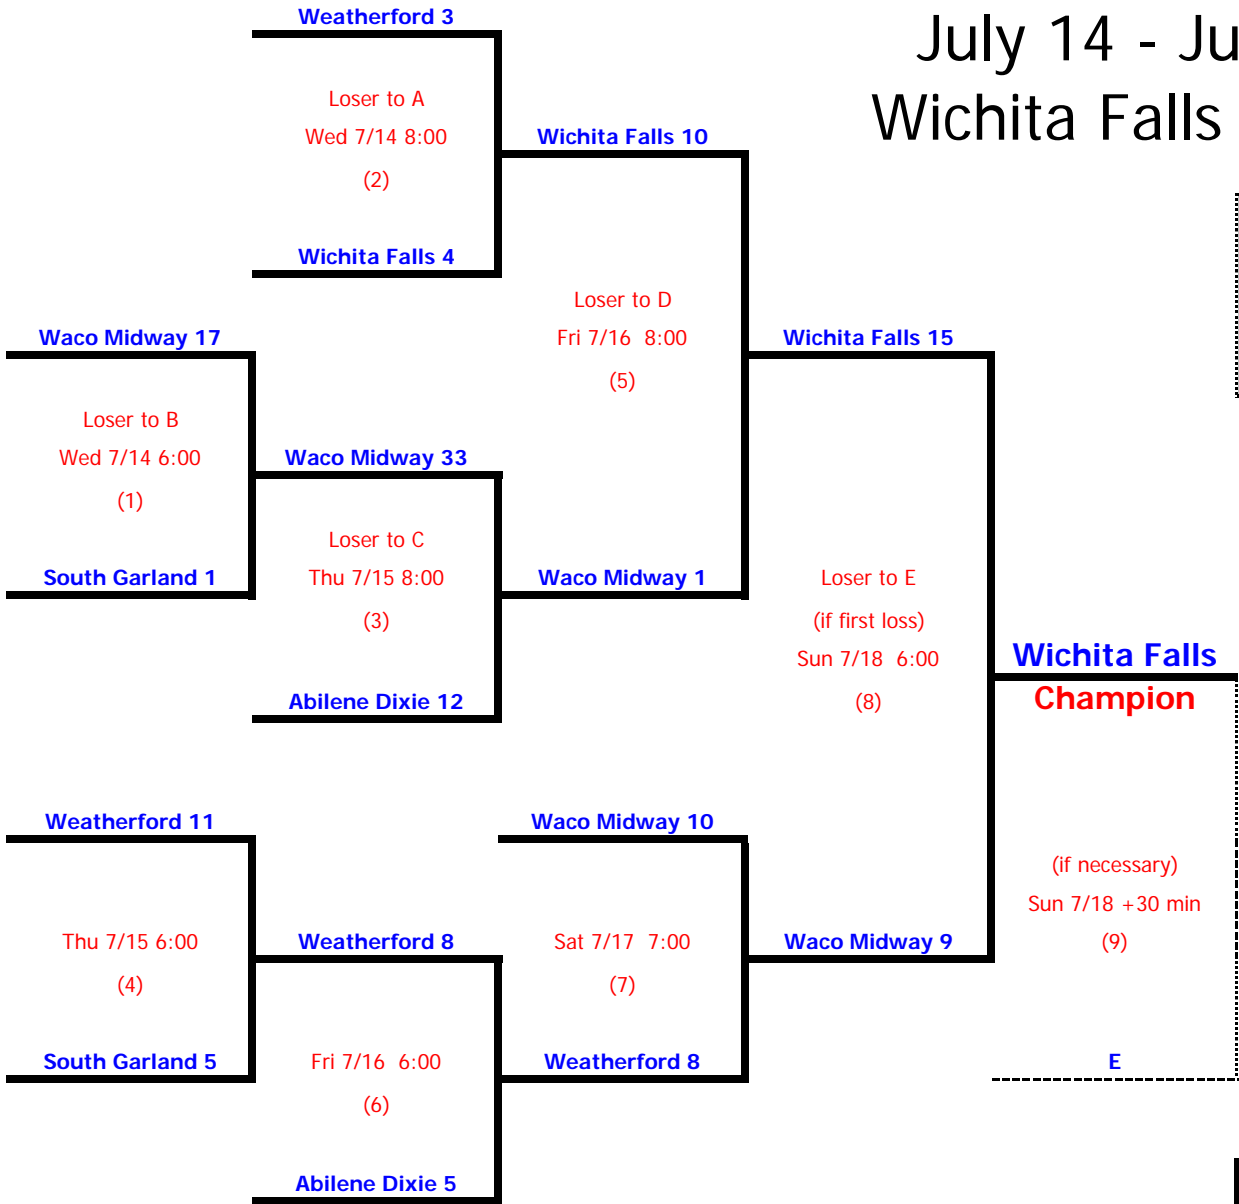 Weatherford 3
July 14 - Ju
Wichita Falls
Loser to A
Wed 7/14 8:00
(2)
Wichita Falls 10
Wichita Falls 4
Loser to D
Fri 7/16 8:00
(5)
Waco Midway 17
Wichita Falls 15
Loser to B
Wed 7/14 6:00
(1)
Waco Midway 33
South Garland 1
Loser to C
Thu 7/15 8:00
(3)
Waco Midway 1
Loser to E
(if first loss)
Sun 7/18 6:00
(8)
Wichita Falls
Champion
Abilene Dixie 12
Weatherford 11
Waco Midway 10
(if necessary)
Sun 7/18 +30 min
(9)
Thu 7/15 6:00
(4)
Weatherford 8
Sat 7/17 7:00
(7)
Waco Midway 9
South Garland 5
Fri 7/16 6:00
(6)
Weatherford 8
E
Abilene Dixie 5